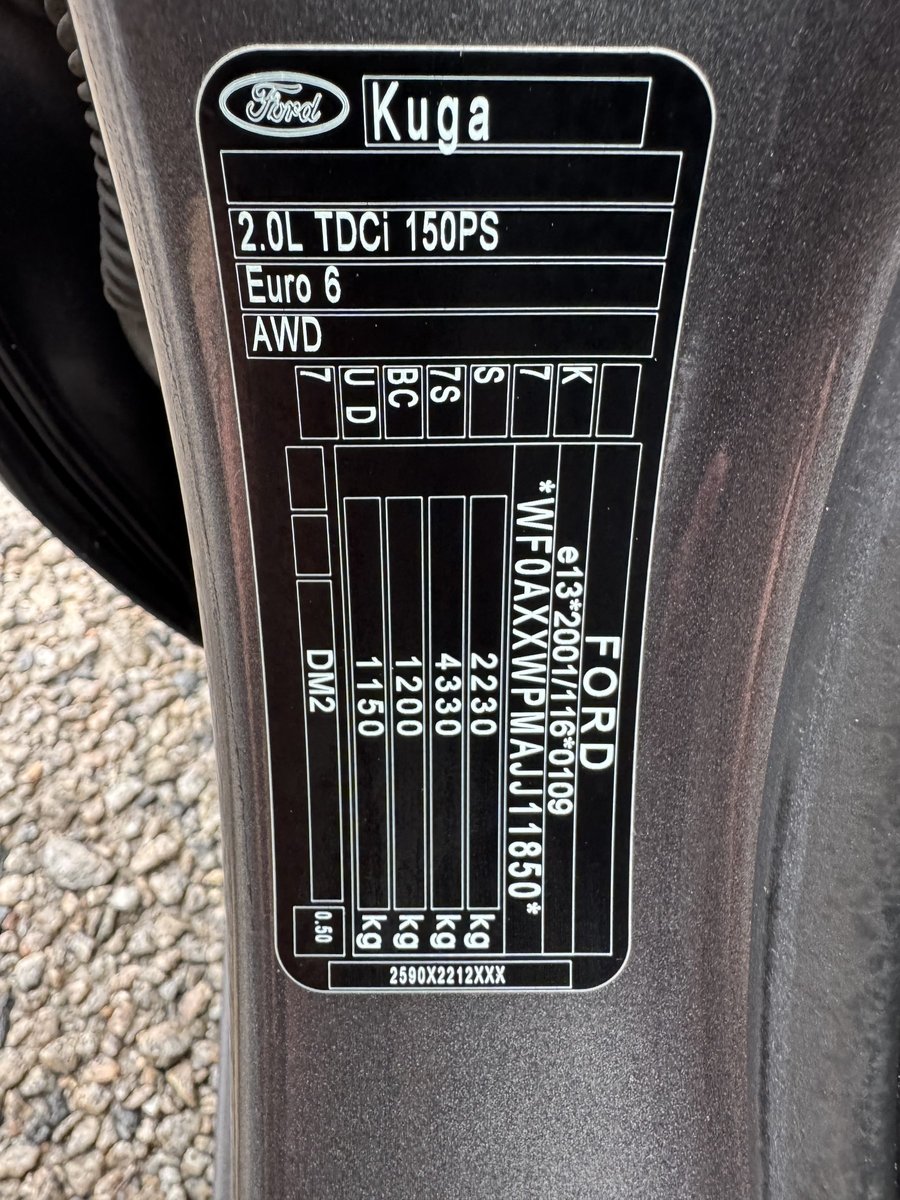 Ford
Kuga
2.0L TDCi 150PS
Euro 6
AWD
K
7
S
7S
BC
U D
7
FORD
e13*2001/116*0109
*WF0AXXWPMAJJ11850*
2230 kg
4330 kg
1200 kg
1150 kg
DM2
0.50
2590X2212XXX